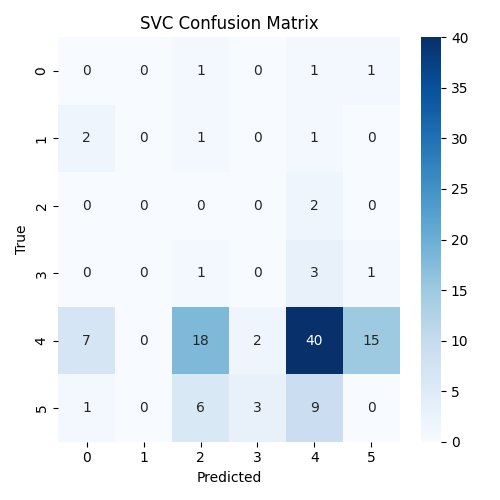 SVC Confusion Matrix
0 0 0 1 0 1 1
1 2 0 1 0 1 0
2 0 0 0 0 2 0
3 0 0 1 0 3 1
4 7 0 18 2 40 15
5 1 0 6 3 9 0
0 1 2 3 4 5
Predicted
True
40
35
30
25
20
15
10
5
0